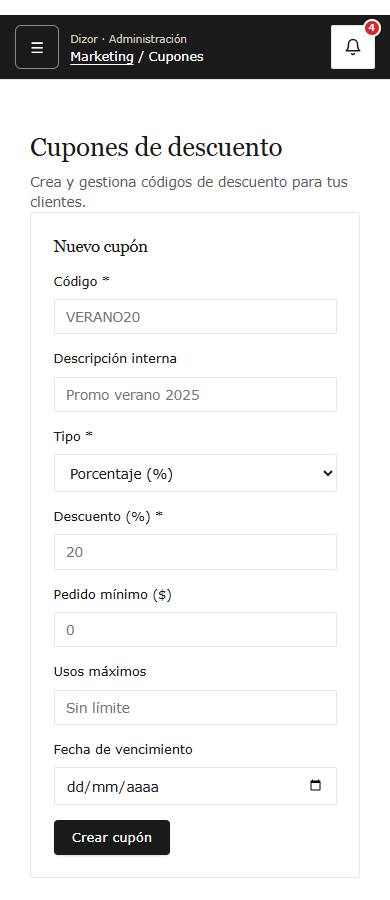 ☰
4
Dizor · Administración
Marketing / Cupones
Cupones de descuento
Crea y gestiona códigos de descuento para tus
clientes.
Nuevo cupón
Código *
VERANO20
Descripción interna
Promo verano 2025
Tipo *
Porcentaje (%)
Descuento (%) *
20
Pedido mínimo ($)
0
Usos máximos
Sin límite
Fecha de vencimiento
dd/mm/aaaa
Crear cupón